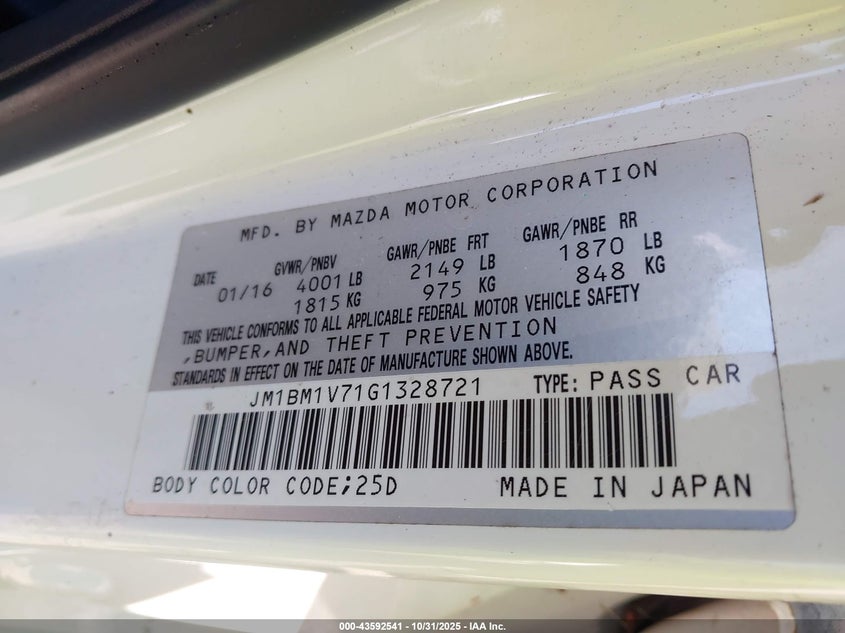 MFD. BY MAZDA MOTOR CORPORATION
DATE GVWR/PNBV GAWR/PNBE FRT GAWR/PNBE RR
01/16 4001 LB 2149 LB 1870 LB
1815 KG 975 KG 848 KG
THIS VEHICLE CONFORMS TO ALL APPLICABLE FEDERAL MOTOR VEHICLE SAFETY
,BUMPER,AND THEFT PREVENTION
STANDARDS IN EFFECT ON THE DATE OF MANUFACTURE SHOWN ABOVE.
JM1BM1V71G1328721 TYPE: PASS CAR
BODY COLOR CODE;25D MADE IN JAPAN
000-43592541 - 10/31/2025 - IAA Inc.